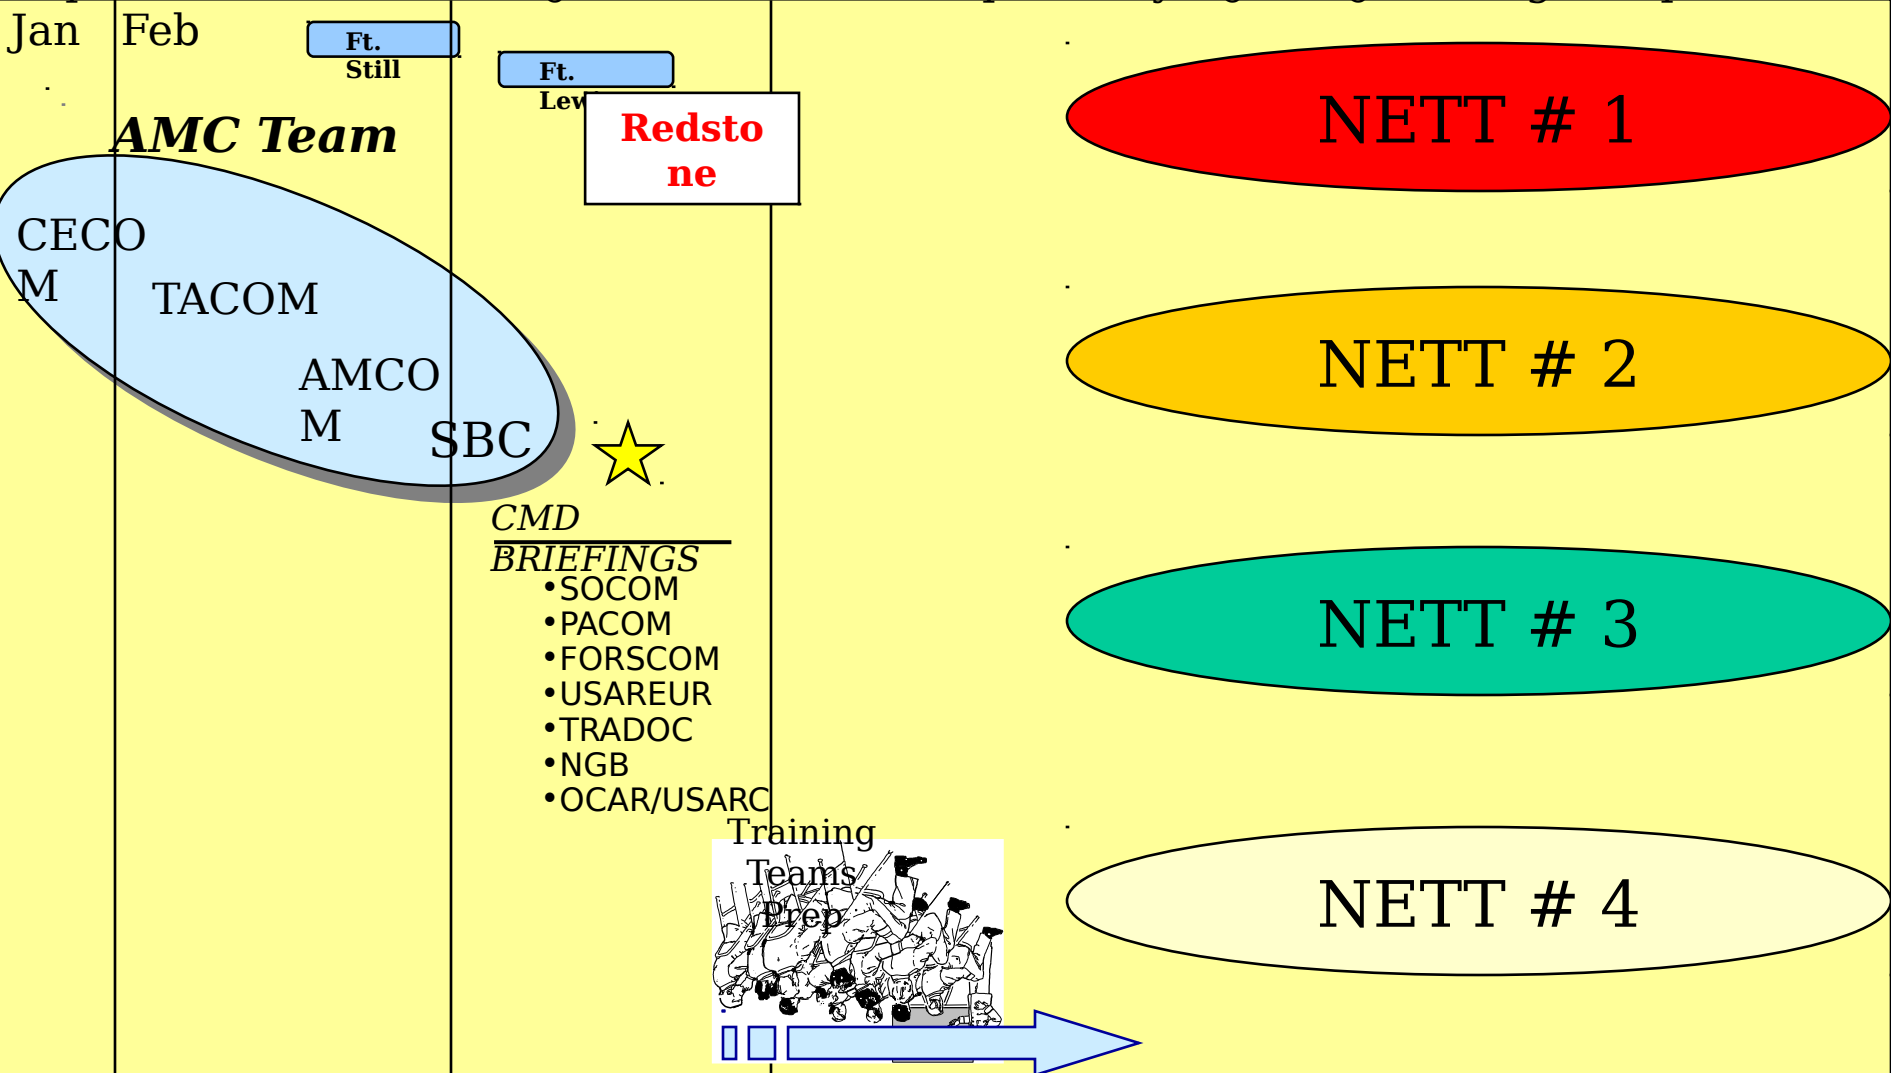 Jan
Feb
Ft.
Still
Ft.
AMC Team
Redsto
ne
CECO
M
TACOM
AMCO
M
SBC
CMD
BRIEFINGS
•SOCOM
•PACOM
•FORSCOM
•USAREUR
•TRADOC
•NGB
•OCAR/USARC
Training
Teams
Prep
NETT # 1
NETT # 2
NETT # 3
NETT # 4